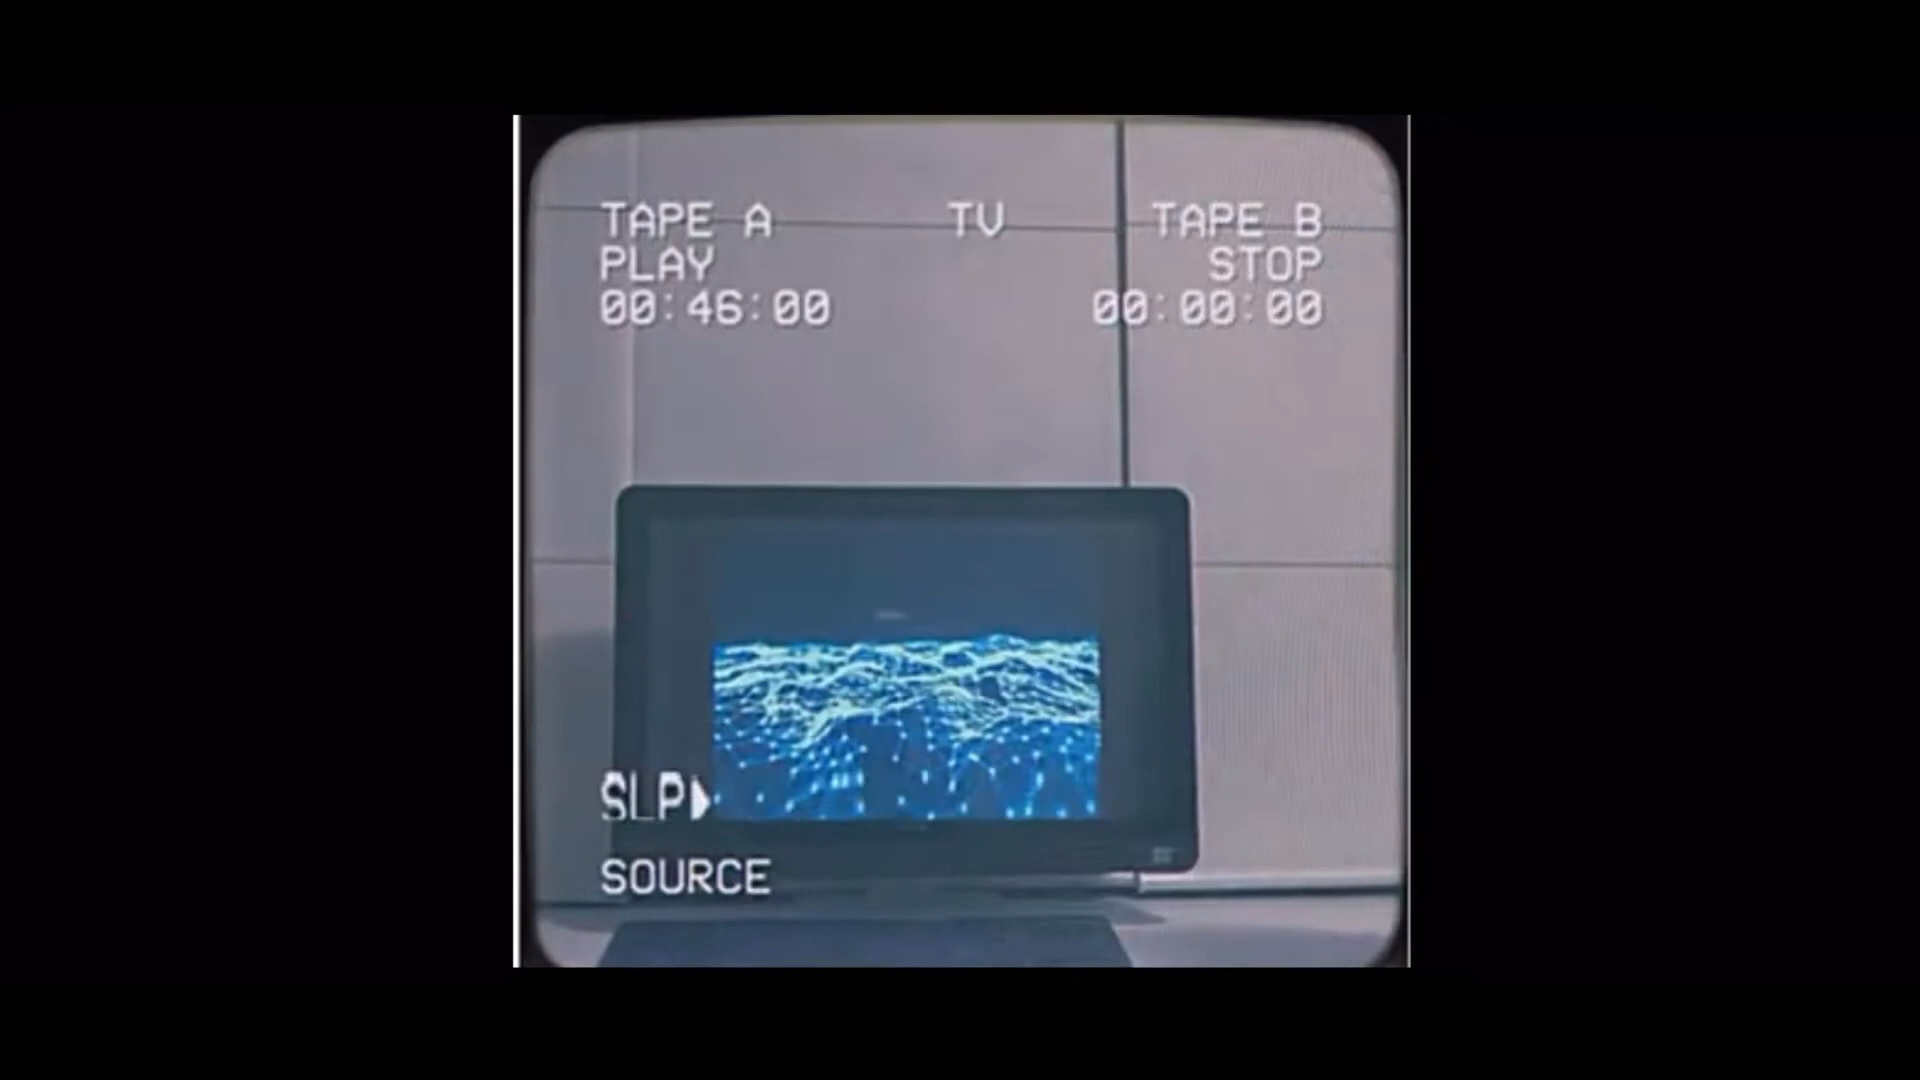 TAPE A TV TAPE B
PLAY STOP
00:46:00 00:00:00
SLP
SOURCE